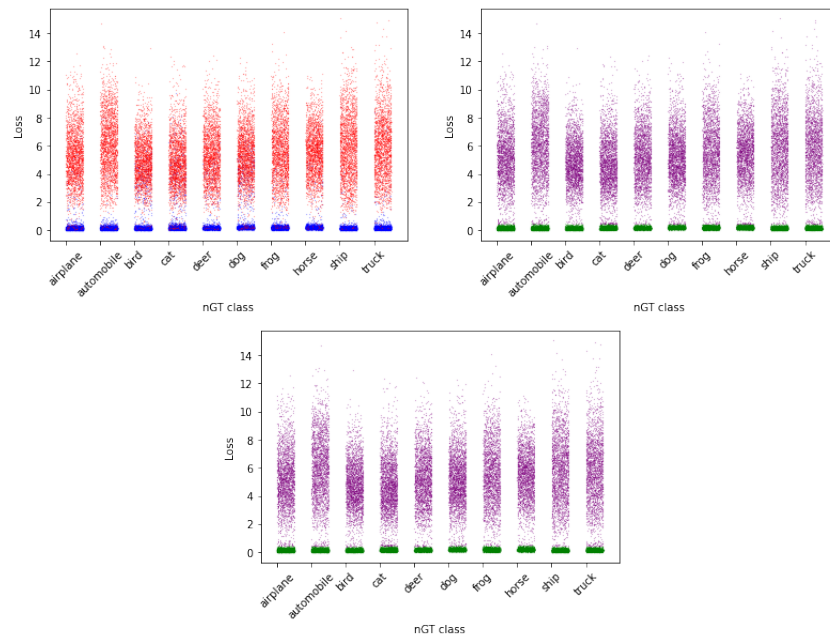 14
12
10
8
6
4
2
0
Loss
airplane
automobile
bird
cat
deer
dog
frog
horse
ship
truck
nGT class
14
12
10
8
6
4
2
0
Loss
airplane
automobile
bird
cat
deer
dog
frog
horse
ship
truck
nGT class
14
12
10
8
6
4
2
0
Loss
airplane
automobile
bird
cat
deer
dog
frog
horse
ship
truck
nGT class